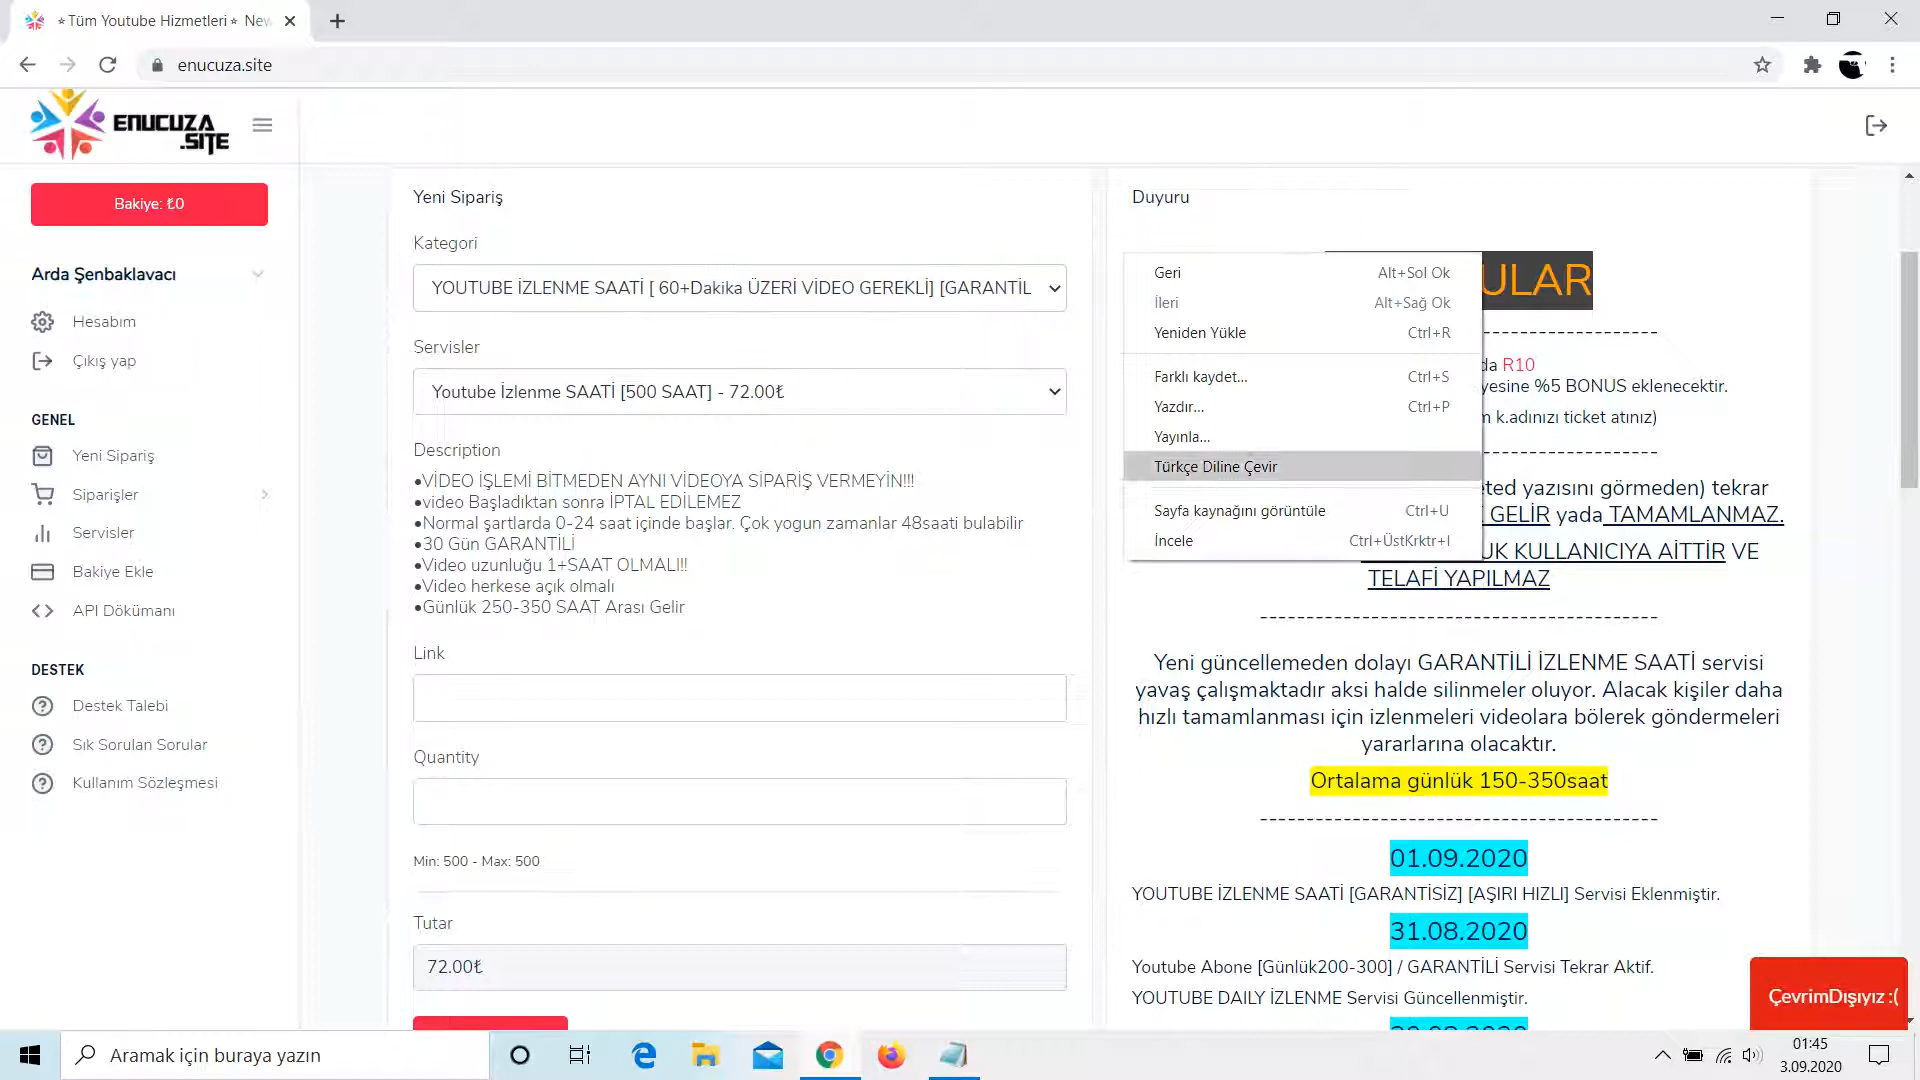 ⭐Tüm Youtube Hizmetleri⭐ New
enucuza.site
ENUCUZA
.SITE
Bakiye: ₺0
Arda Şenbaklavacı
Hesabım
Çıkış yap
GENEL
Yeni Sipariş
Siparişler
Servisler
Bakiye Ekle
API Dökümanı
DESTEK
Destek Talebi
Sık Sorulan Sorular
Kullanım Sözleşmesi
Yeni Sipariş
Kategori
YOUTUBE İZLENME SAATİ [ 60+Dakika ÜZERİ VİDEO GEREKLİ] [GARANTİL
Servisler
Youtube İzlenme SAATİ [500 SAAT] - 72.00₺
Description
●VİDEO İŞLEMİ BİTMEDEN AYNI VİDEOYA SİPARİŞ VERMEYİN!!!
●video Başladıktan sonra İPTAL EDİLEMEZ
●Normal şartlarda 0-24 saat içinde başlar. Çok yogun zamanlar 48saati bulabilir
●30 Gün GARANTİLİ
●Video uzunluğu 1+SAAT OLMALI!!
●Video herkese açık olmalı
●Günlük 250-350 SAAT Arası Gelir
Link
Quantity
Min: 500 - Max: 500
Tutar
72.00₺
Duyuru
ULAR
------------------
da R10
yesine %5 BONUS eklenecektir.
m k.adınızı ticket atınız)
------------------
eted yazısını görmeden) tekrar
GELİR yada TAMAMLANMAZ.
UK KULLANICIYA AİTTİR VE
TELAFİ YAPILMAZ
-------------------------------------------
Yeni güncellemeden dolayı GARANTİLİ İZLENME SAATİ servisi
yavaş çalışmaktadır aksi halde silinmeler oluyor. Alacak kişiler daha
hızlı tamamlanması için izlenmeleri videolara bölerek göndermeleri
yararlarına olacaktır.
Ortalama günlük 150-350saat
-------------------------------------------
01.09.2020
YOUTUBE İZLENME SAATİ [GARANTİSİZ] [AŞIRI HIZLI] Servisi Eklenmiştir.
31.08.2020
Youtube Abone [Günlük200-300] / GARANTİLİ Servisi Tekrar Aktif.
YOUTUBE DAILY İZLENME Servisi Güncellenmiştir.
Geri Alt+Sol Ok
İleri Alt+Sağ Ok
Yeniden Yükle Ctrl+R
Farklı kaydet... Ctrl+S
Yazdır... Ctrl+P
Yayınla...
Türkçe Diline Çevir
Sayfa kaynağını görüntüle Ctrl+U
İncele Ctrl+ÜstKrktr+I
ÇevrimDışıyız :(
Aramak için buraya yazın
01:45
3.09.2020